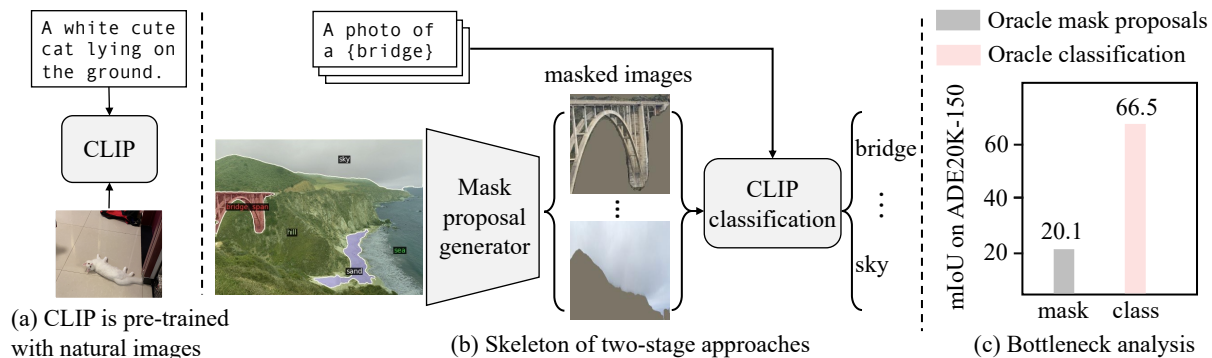 A white cute
cat lying on
the ground.
CLIP
(a) CLIP is pre-trained
with natural images
A photo of
a {bridge}
masked images
sky
bridge span
hill
sea
sand
Mask
proposal
generator
CLIP
classification
bridge
sky
(b) Skeleton of two-stage approaches
Oracle mask proposals
Oracle classification
mIoU on ADE20K-150
60
40
20
20.1
66.5
mask
class
(c) Bottleneck analysis